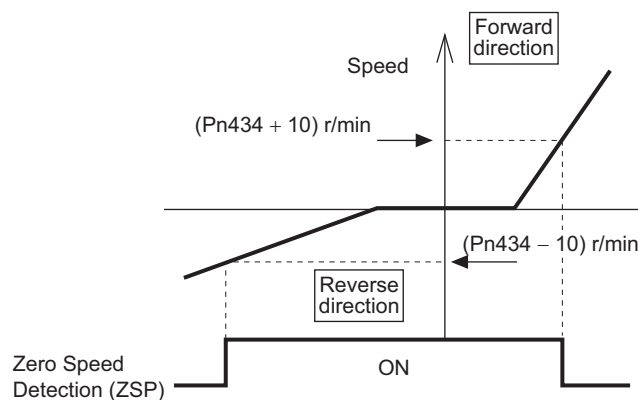 Forward
direction
Speed
(Pn434 + 10) r/min
(Pn434 − 10) r/min
Reverse
direction
Zero Speed
Detection (ZSP)
ON